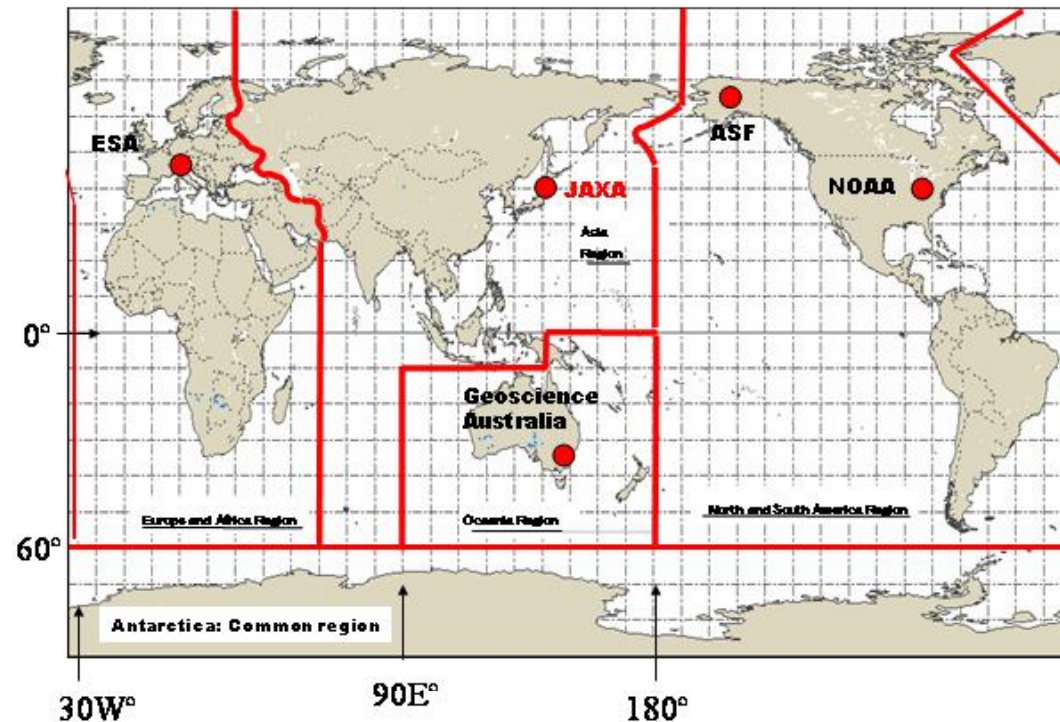 ESA
ASF
JAXA
NOAA
Asia
Region
0°
Geoscience
Australia
Europe and Africa Region
Oceania Region
North and South America Region
60°
Antarctica: Common region
30W°
90E°
180°